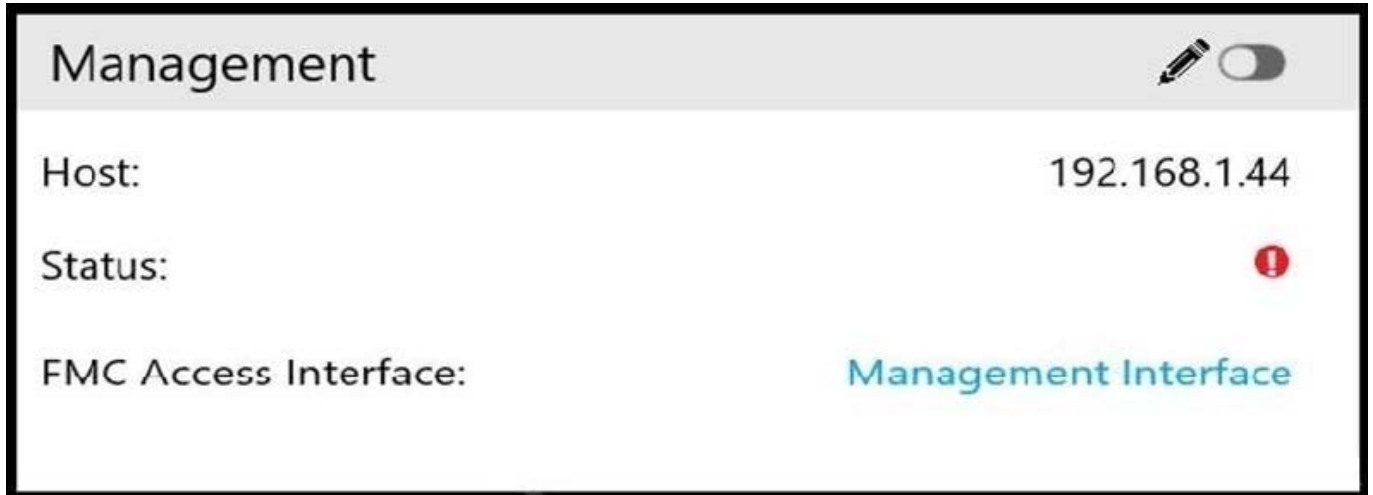 Management
Host: 192.168.1.44
Status:
FMC Access Interface: Management Interface